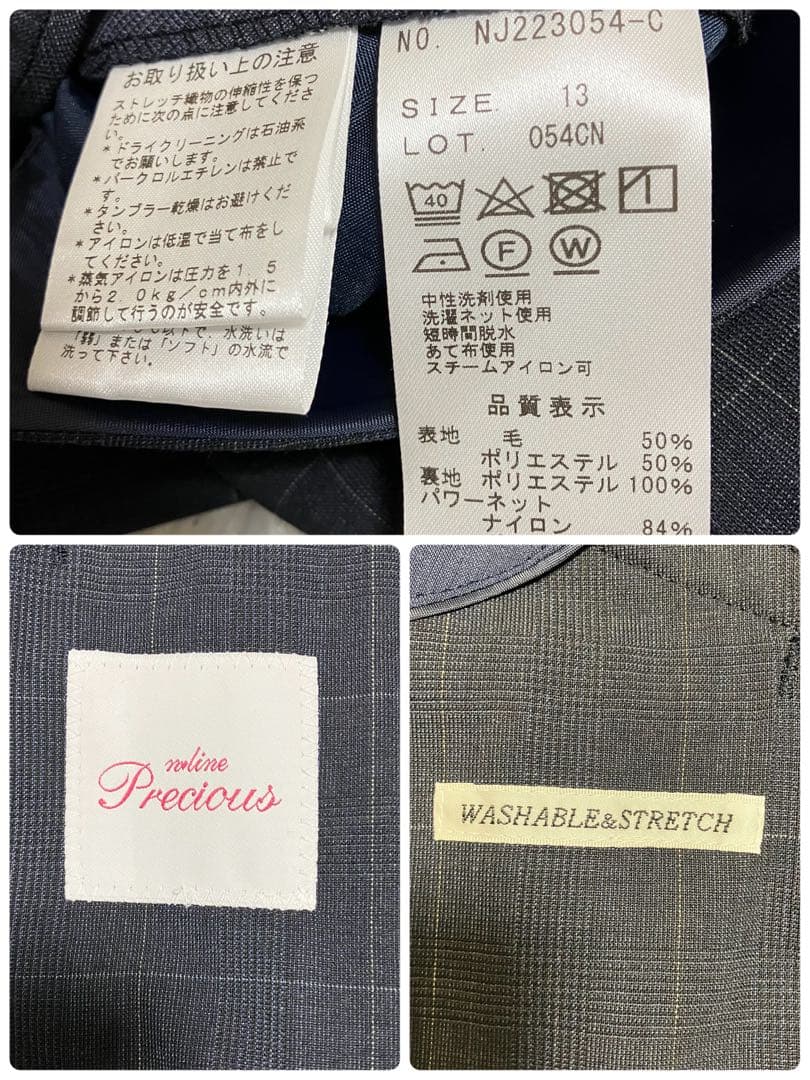 お取り扱い上の注意
ストレッチ織物の伸縮性を保つ
ために次の点に注意してくださ
い。
*ドライクリーニングは石油系
でお願いします。
*パークロルエチレンは禁止で
す。
*タンブラー乾燥はお避けくだ
さい。
*アイロンは低温で当て布をし
てください。
*蒸気アイロンは圧力を1.5
から2.0kg/cm内外に
調節して行うのが安全です。
以下で、水洗いは
「弱」または「ソフト」の水流で
洗って下さい。
NO. NJ223054-C
SIZE. 13
LOT. 054CN
40
F
W
中性洗剤使用
洗濯ネット使用
短時間脱水
あて布使用
スチームアイロン可
品質表示
表地 毛 50%
ポリエステル 50%
裏地 ポリエステル 100%
パワーネット
ナイロン 84%
n line
Precious
WASHABLE&STRETCH